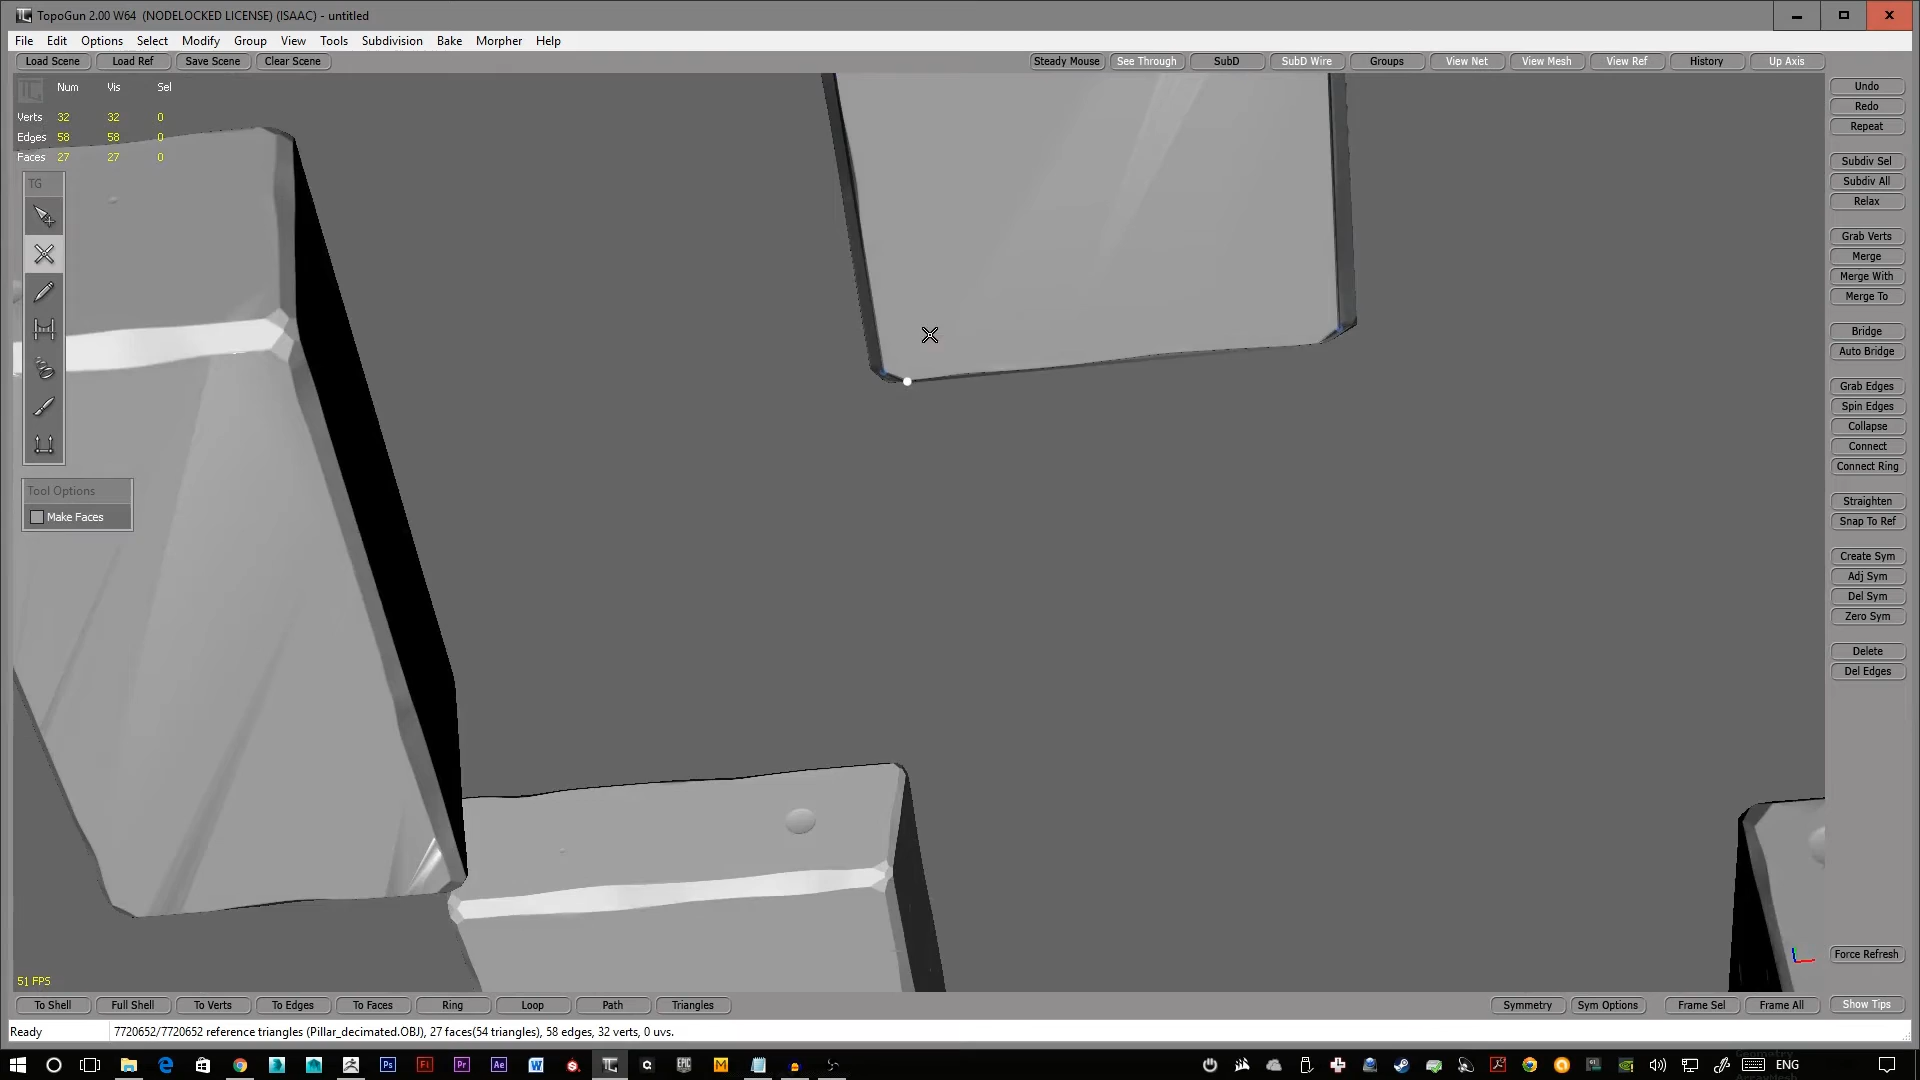 TopoGun 2.00 W64 (NODELOCKED LICENSE) (ISAAC) - untitled
File Edit Options Select Modify Group View Tools Subdivision Bake Morpher Help
Load Scene Load Ref Save Scene Clear Scene Steady Mouse See Through SubD SubD Wire Groups View Net View Mesh View Ref History Up Axis
Num Vis Sel
Verts 32 32 0
Edges 58 58 0
Faces 27 27 0
TG
Tool Options
Make Faces
Undo
Redo
Repeat
Subdiv Sel
Subdiv All
Relax
Grab Verts
Merge
Merge With
Merge To
Bridge
Auto Bridge
Grab Edges
Spin Edges
Collapse
Connect
Connect Ring
Straighten
Snap To Ref
Create Sym
Adj Sym
Del Sym
Zero Sym
Delete
Del Edges
Force Refresh
51 FPS
To Shell Full Shell To Verts To Edges To Faces Ring Loop Path Triangles Symmetry Sym Options Frame Sel Frame All Show Tips
Ready 7720652/7720652 reference triangles (Pillar_decimated.OBJ), 27 faces(54 triangles), 58 edges, 32 verts, 0 uvs.
Ps Fl Pr Ae W EPIC M ENG